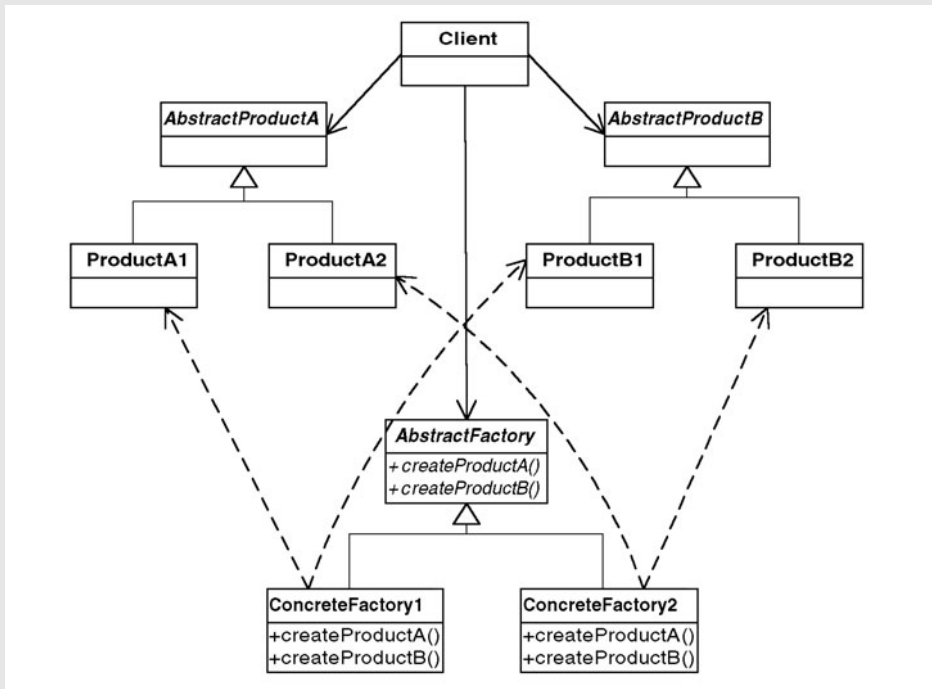 Client
AbstractProductA
AbstractProductB
ProductA1
ProductA2
ProductB1
ProductB2
AbstractFactory
+ createProductA()
+ createProductB()
ConcreteFactory1
+createProductA()
+createProductB()
ConcreteFactory2
+createProductA()
+createProductB()